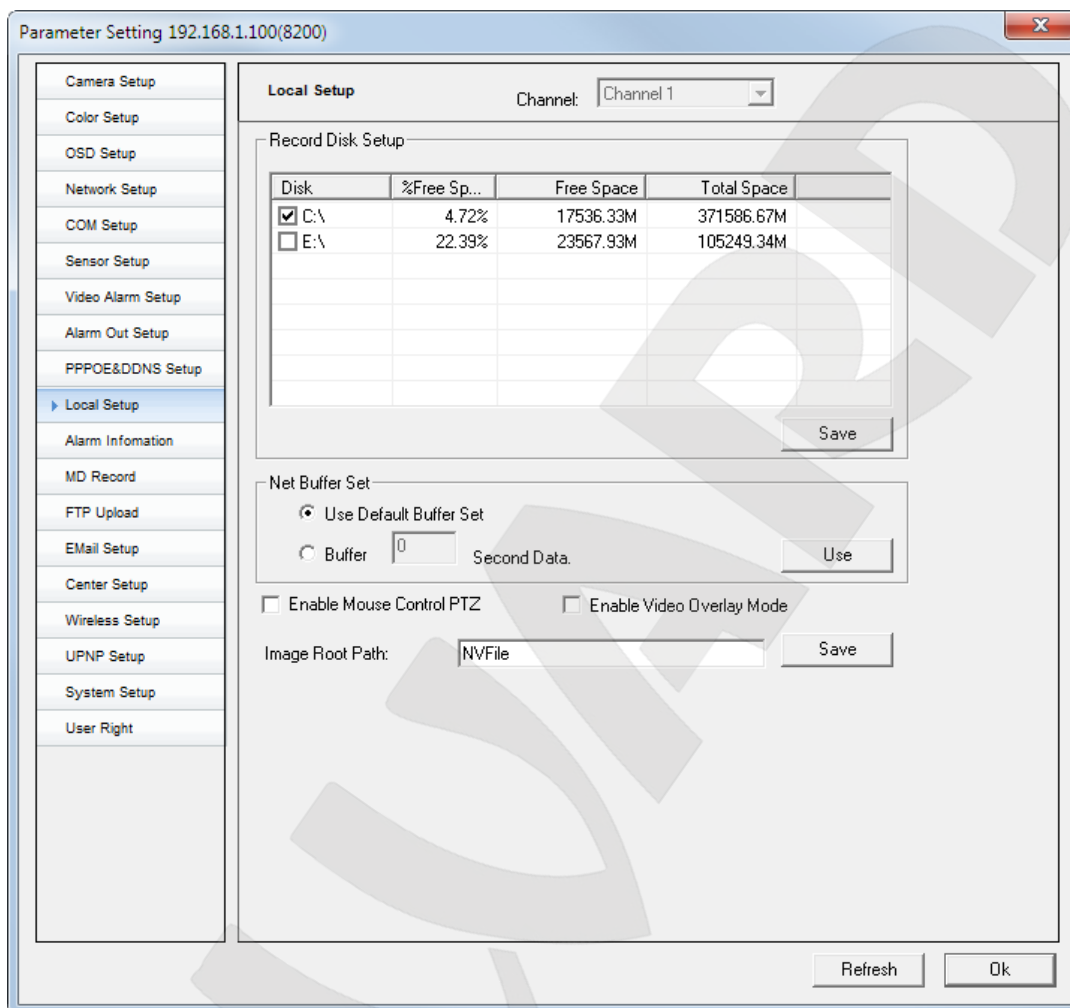 Parameter Setting 192.168.1.100(8200)
Camera Setup
Color Setup
OSD Setup
Network Setup
COM Setup
Sensor Setup
Video Alarm Setup
Alarm Out Setup
PPPOE&DDNS Setup
Local Setup
Alarm Infomation
MD Record
FTP Upload
EMail Setup
Center Setup
Wireless Setup
UPNP Setup
System Setup
User Right
Local Setup Channel: Channel 1
Record Disk Setup
Disk %Free Sp... Free Space Total Space
C:\ 4.72% 17536.33M 371586.67M
E:\ 22.39% 23567.93M 105249.34M
Save
Net Buffer Set
Use Default Buffer Set
Buffer 0 Second Data. Use
Enable Mouse Control PTZ Enable Video Overlay Mode
Image Root Path: NVFile Save
Refresh Ok